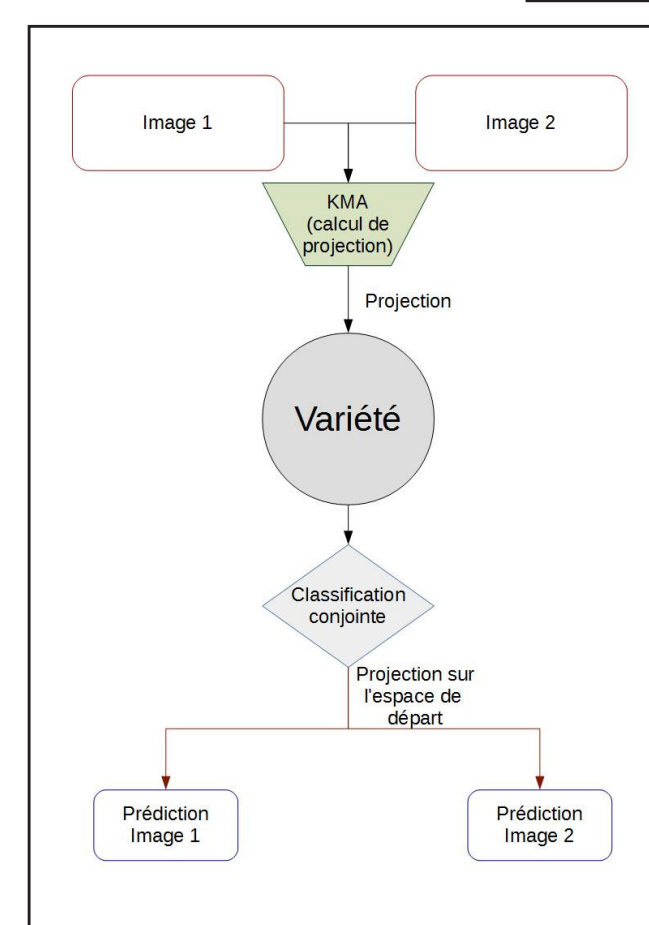 Image 1
Image 2
KMA
(calcul de
projection)
Projection
Variété
Classification
conjointe
Projection sur
l'espace de
départ
Prédiction
Image 1
Prédiction
Image 2